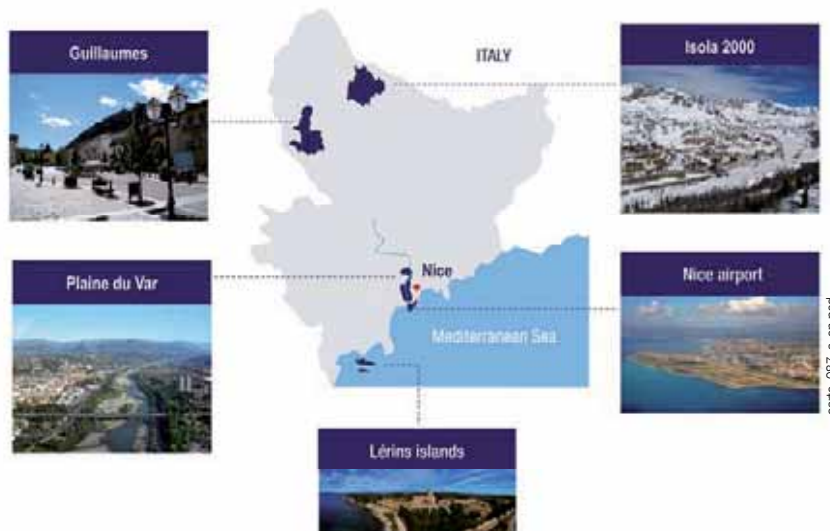 Guillaumes
ITALY
Isola 2000
Plaine du Var
Nice
Nice airport
Mediterranean Sea
Lérins islands